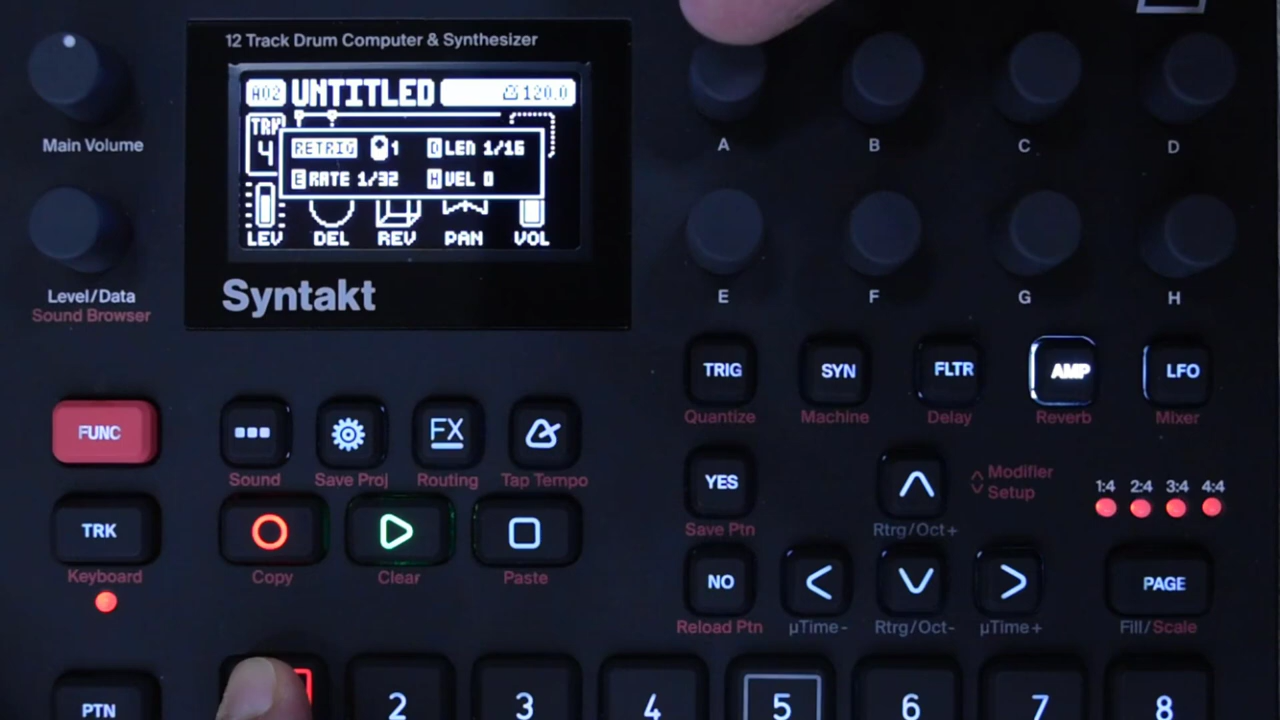 12 Track Drum Computer & Synthesizer
A02 UNTITLED 120.0
TRK
4
RETRIG 1 D LEN 1/16
E RATE 1/32 H VEL 0
LEV DEL REV PAN VOL
Syntakt
Main Volume
Level/Data
Sound Browser
A B C D
E F G H
TRIG SYN FLTR AMP LFO
Quantize Machine Delay Reverb Mixer
FUNC FX
Sound Save Proj Routing Tap Tempo
YES
Modifier
Setup
1:4 2:4 3:4 4:4
Save Ptn Rtrg/Oct+
TRK
Keyboard Copy Clear Paste
NO PAGE
Reload Ptn µTime- Rtrg/Oct- µTime+ Fill/Scale
PTN 2 3 4 5 6 7 8